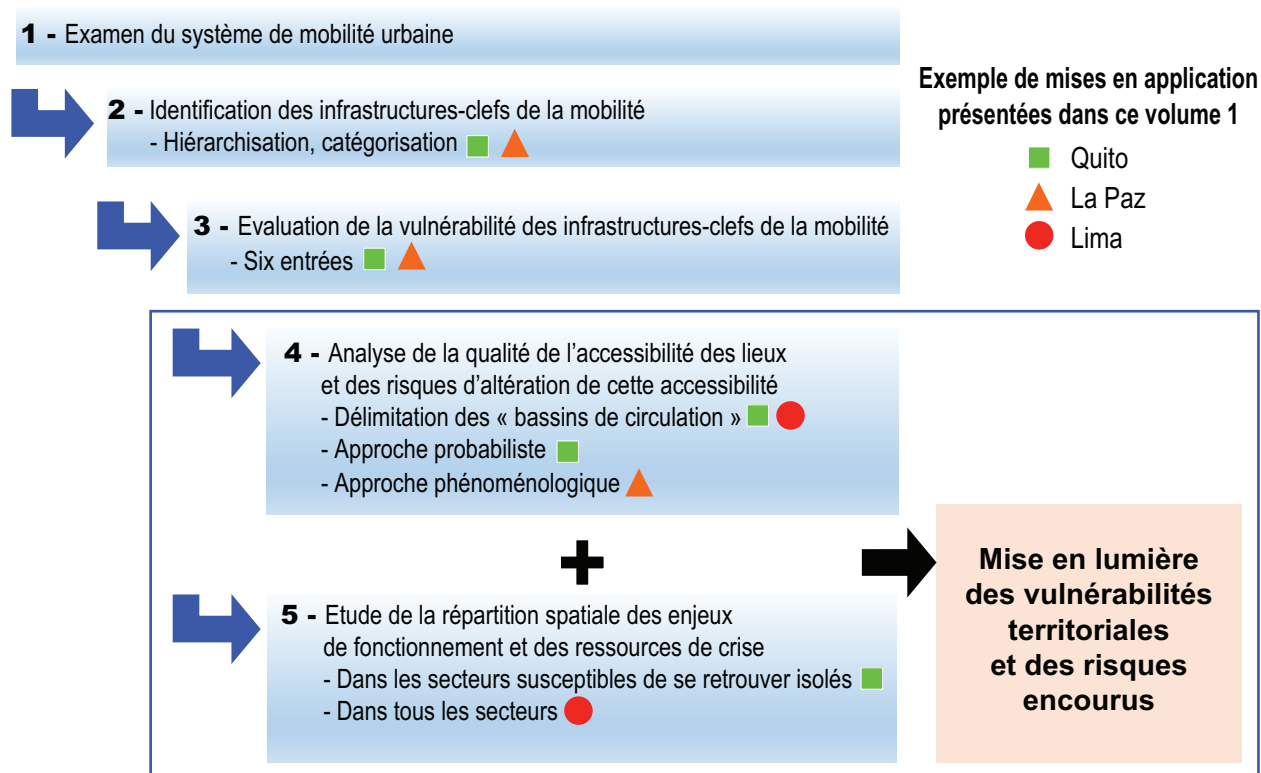 1 - Examen du système de mobilité urbaine
2 - Identification des infrastructures-clefs de la mobilité
- Hiérarchisation, catégorisation
3 - Evaluation de la vulnérabilité des infrastructures-clefs de la mobilité
- Six entrées
Exemple de mises en application
présentées dans ce volume 1
Quito
La Paz
Lima
4 - Analyse de la qualité de l’accessibilité des lieux
et des risques d’altération de cette accessibilité
- Délimitation des « bassins de circulation »
- Approche probabiliste
- Approche phénoménologique
+
5 - Etude de la répartition spatiale des enjeux
de fonctionnement et des ressources de crise
- Dans les secteurs susceptibles de se retrouver isolés
- Dans tous les secteurs
Mise en lumière
des vulnérabilités
territoriales
et des risques
encourus